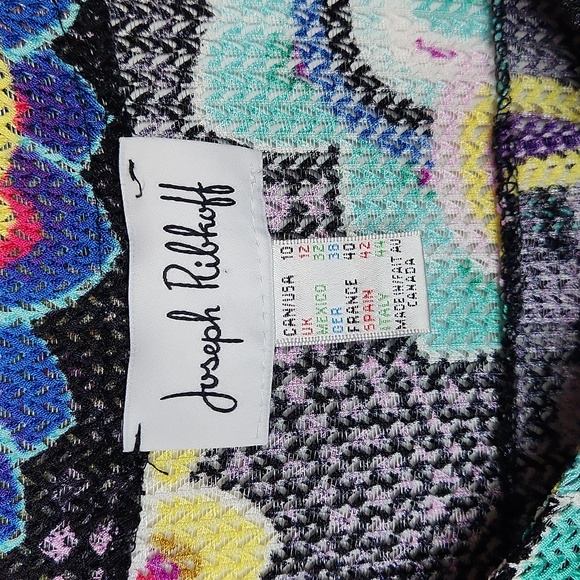 Joseph Ribkoff
CAN/USA 10
UK 12
MEXICO 32
GER 38
FRANCE 40
SPAIN 42
ITALY 44
MADE IN/FAIT AU
CANADA